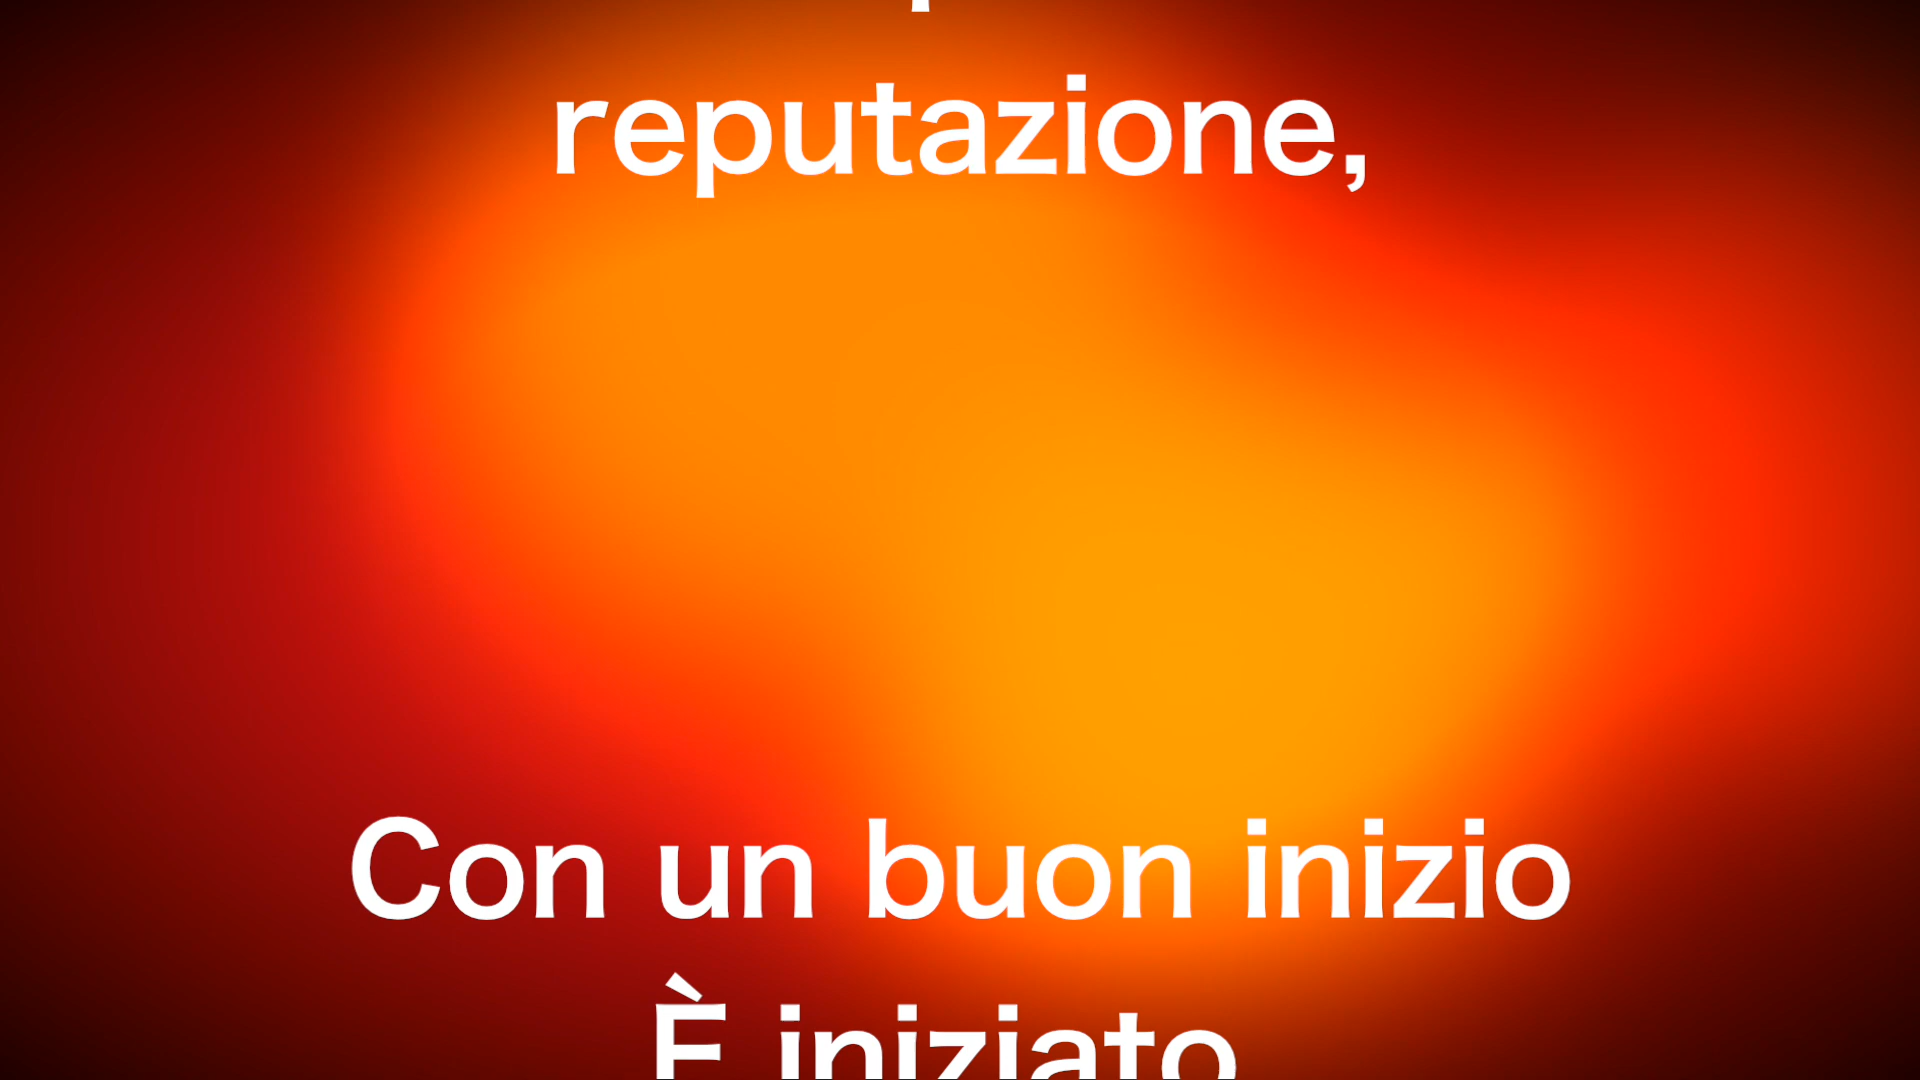 reputazione,
Con un buon inizio
È iniziato